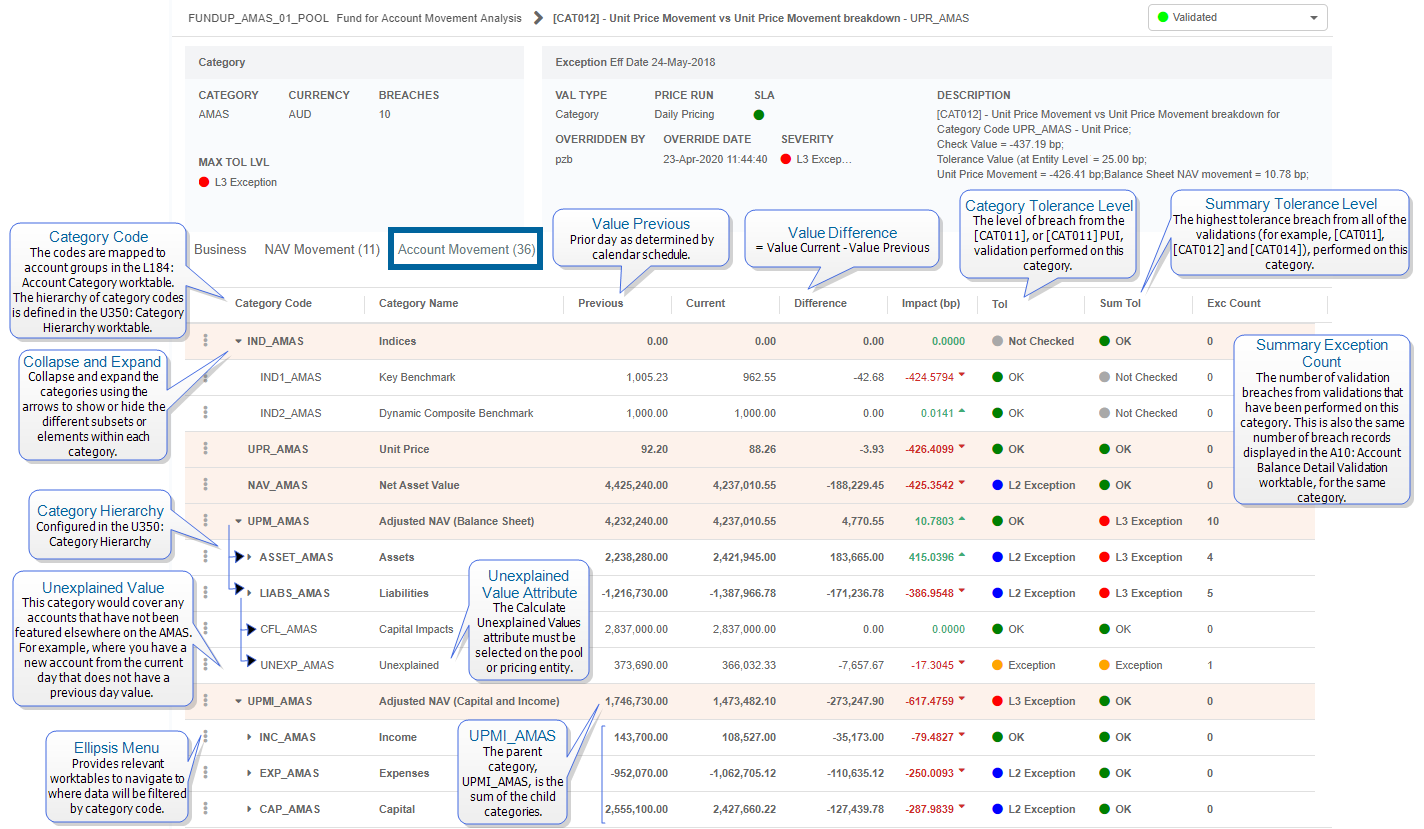 FUNDUP_AMAS_01_POOL Fund for Account Movement Analysis [CAT012] - Unit Price Movement vs Unit Price Movement breakdown - UPR_AMAS
Validated
Category
CATEGORY CURRENCY BREACHES
AMAS AUD 10
MAX TOL LVL
L3 Exception
Exception Eff Date 24-May-2018
VAL TYPE PRICE RUN SLA
Category Daily Pricing
OVERRIDDEN BY OVERRIDE DATE SEVERITY
pzb 23-Apr-2020 11:44:40 L3 Excep...
DESCRIPTION
[CAT012] - Unit Price Movement vs Unit Price Movement breakdown for
Category Code UPR_AMAS - Unit Price;
Check Value = -437.19 bp;
Tolerance Value (at Entity Level = 25.00 bp;
Unit Price Movement = -426.41 bp;Balance Sheet NAV movement = 10.78 bp;
Category Code
The codes are mapped to
account groups in the L184:
Account Category worktable.
The hierarchy of category codes
is defined in the U350: Category
Hierarchy worktable.
Business NAV Movement (11) Account Movement (36)
Value Previous
Prior day as determined by
calendar schedule.
Value Difference
= Value Current - Value Previous
Category Tolerance Level
The level of breach from the
[CAT011], or [CAT011] PUI,
validation performed on this
category.
Summary Tolerance Level
The highest tolerance breach from all of the
validations (for example, [CAT011],
[CAT012] and [CAT014]), performed on this
category.
Category Code Category Name Previous Current Difference Impact (bp) Tol Sum Tol Exc Count
IND_AMAS Indices 0.00 0.00 0.00 0.0000 Not Checked OK 0
IND1_AMAS Key Benchmark 1,005.23 962.55 -42.68 -424.5794 OK Not Checked 0
IND2_AMAS Dynamic Composite Benchmark 1,000.00 1,000.00 0.00 0.0141 OK Not Checked 0
UPR_AMAS Unit Price 92.20 88.26 -3.93 -426.4099 OK OK 0
NAV_AMAS Net Asset Value 4,425,240.00 4,237,010.55 -188,229.45 -425.3542 L2 Exception OK 0
UPM_AMAS Adjusted NAV (Balance Sheet) 4,232,240.00 4,237,010.55 4,770.55 10.7803 OK L3 Exception 10
ASSET_AMAS Assets 2,238,280.00 2,421,945.00 183,665.00 415.0396 L2 Exception L3 Exception 4
LIABS_AMAS Liabilities -1,216,730.00 -1,387,966.78 -171,236.78 -386.9548 L2 Exception L3 Exception 5
CFL_AMAS Capital Impacts 2,837,000.00 2,837,000.00 0.00 0.0000 OK OK 0
UNEXP_AMAS Unexplained 373,690.00 366,032.33 -7,657.67 -17.3045 Exception Exception 1
UPMI_AMAS Adjusted NAV (Capital and Income) 1,746,730.00 1,473,482.10 -273,247.90 -617.4759 L3 Exception OK 0
INC_AMAS Income 143,700.00 108,527.00 -35,173.00 -79.4827 OK OK 0
EXP_AMAS Expenses -952,070.00 -1,062,705.12 -110,635.12 -250.0093 L2 Exception OK 0
CAP_AMAS Capital 2,555,100.00 2,427,660.22 -127,439.78 -287.9839 L2 Exception OK 0
Collapse and Expand
Collapse and expand the
categories using the
arrows to show or hide the
different subsets or
elements within each
category.
Summary Exception
Count
The number of validation
breaches from validations that
have been performed on this
category. This is also the same
number of breach records
displayed in the A10: Account
Balance Detail Validation
worktable, for the same
category.
Category Hierarchy
Configured in the U350:
Category Hierarchy
Unexplained Value
This category would cover any
accounts that have not been
featured elsewhere on the AMAS.
For example, where you have a
new account from the current
day that does not have a
previous day value.
Unexplained
Value Attribute
The Calculate
Unexplained Values
attribute must be
selected on the pool
or pricing entity.
Ellipsis Menu
Provides relevant
worktables to navigate to
where data will be filtered
by category code.
UPMI_AMAS
The parent
category,
UPMI_AMAS, is the
sum of the child
categories.